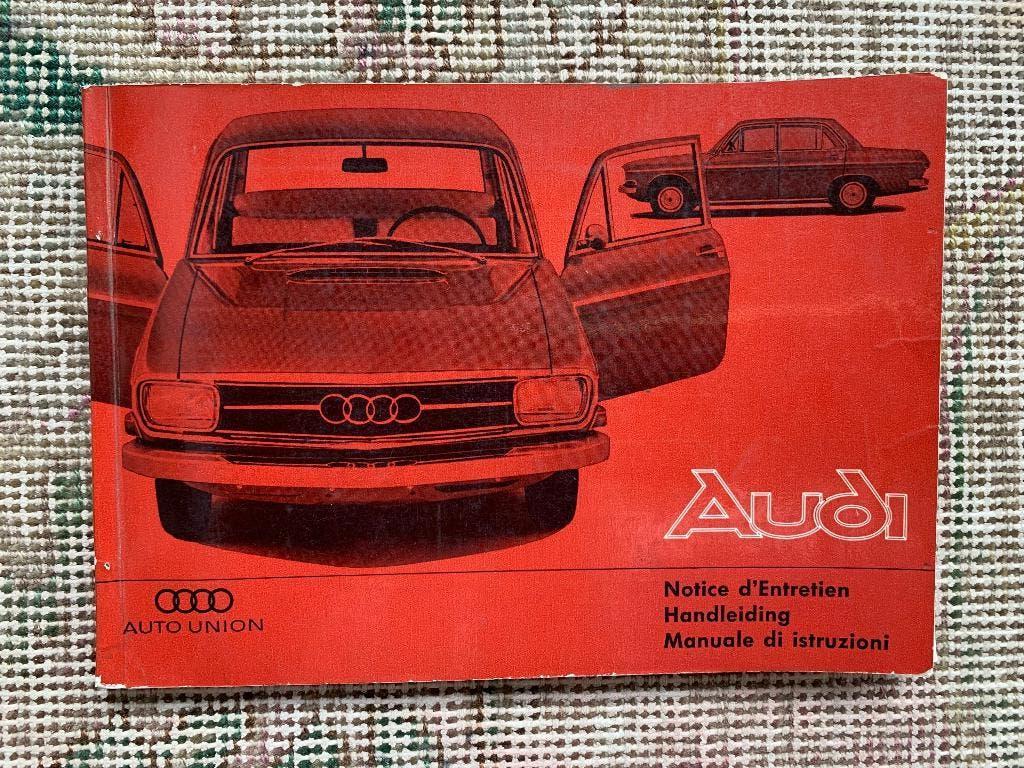 Audi
AUTO UNION
Notice d'Entretien
Handleiding
Manuale di istruzioni